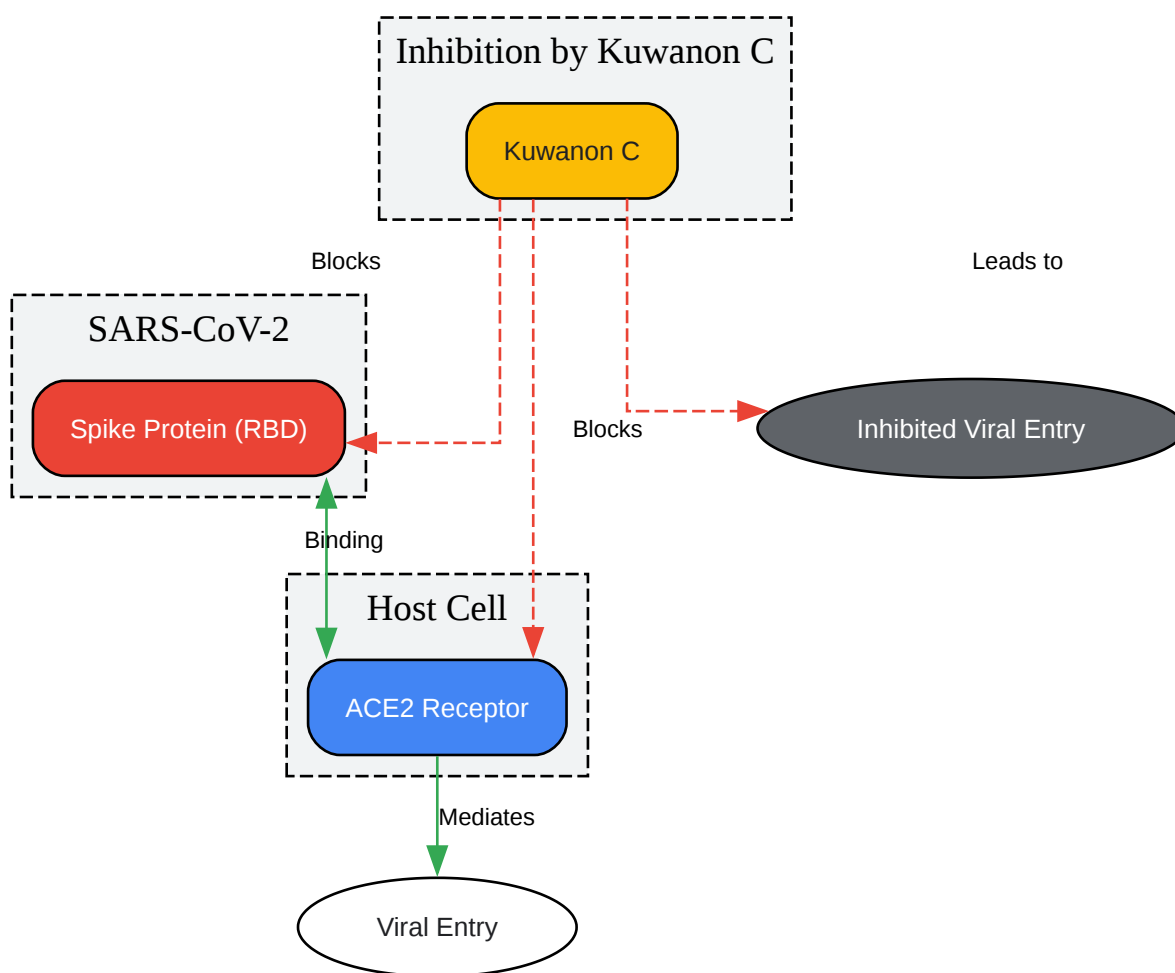 Inhibition by Kuwanon C
Kuwanon C
Blocks
Leads to
SARS-CoV-2
Spike Protein (RBD)
Blocks
Inhibited Viral Entry
Binding
Host Cell
ACE2 Receptor
Mediates
Viral Entry